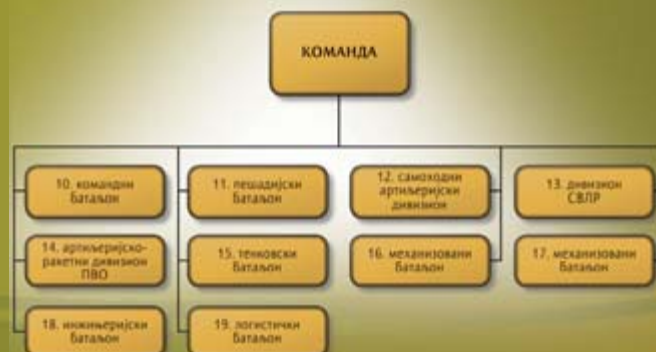 КОМАНДА
10. командни
батаљон
11. пешадијски
батаљон
12. самоходни
артиљеријски
дивизион
13. дивизион
СВЛР
14. артиљеријско-
ракетни дивизион
ПВО
15. тенковски
батаљон
16. механизовани
батаљон
17. механизовани
батаљон
18. инжињеријски
батаљон
19. логистички
батаљон